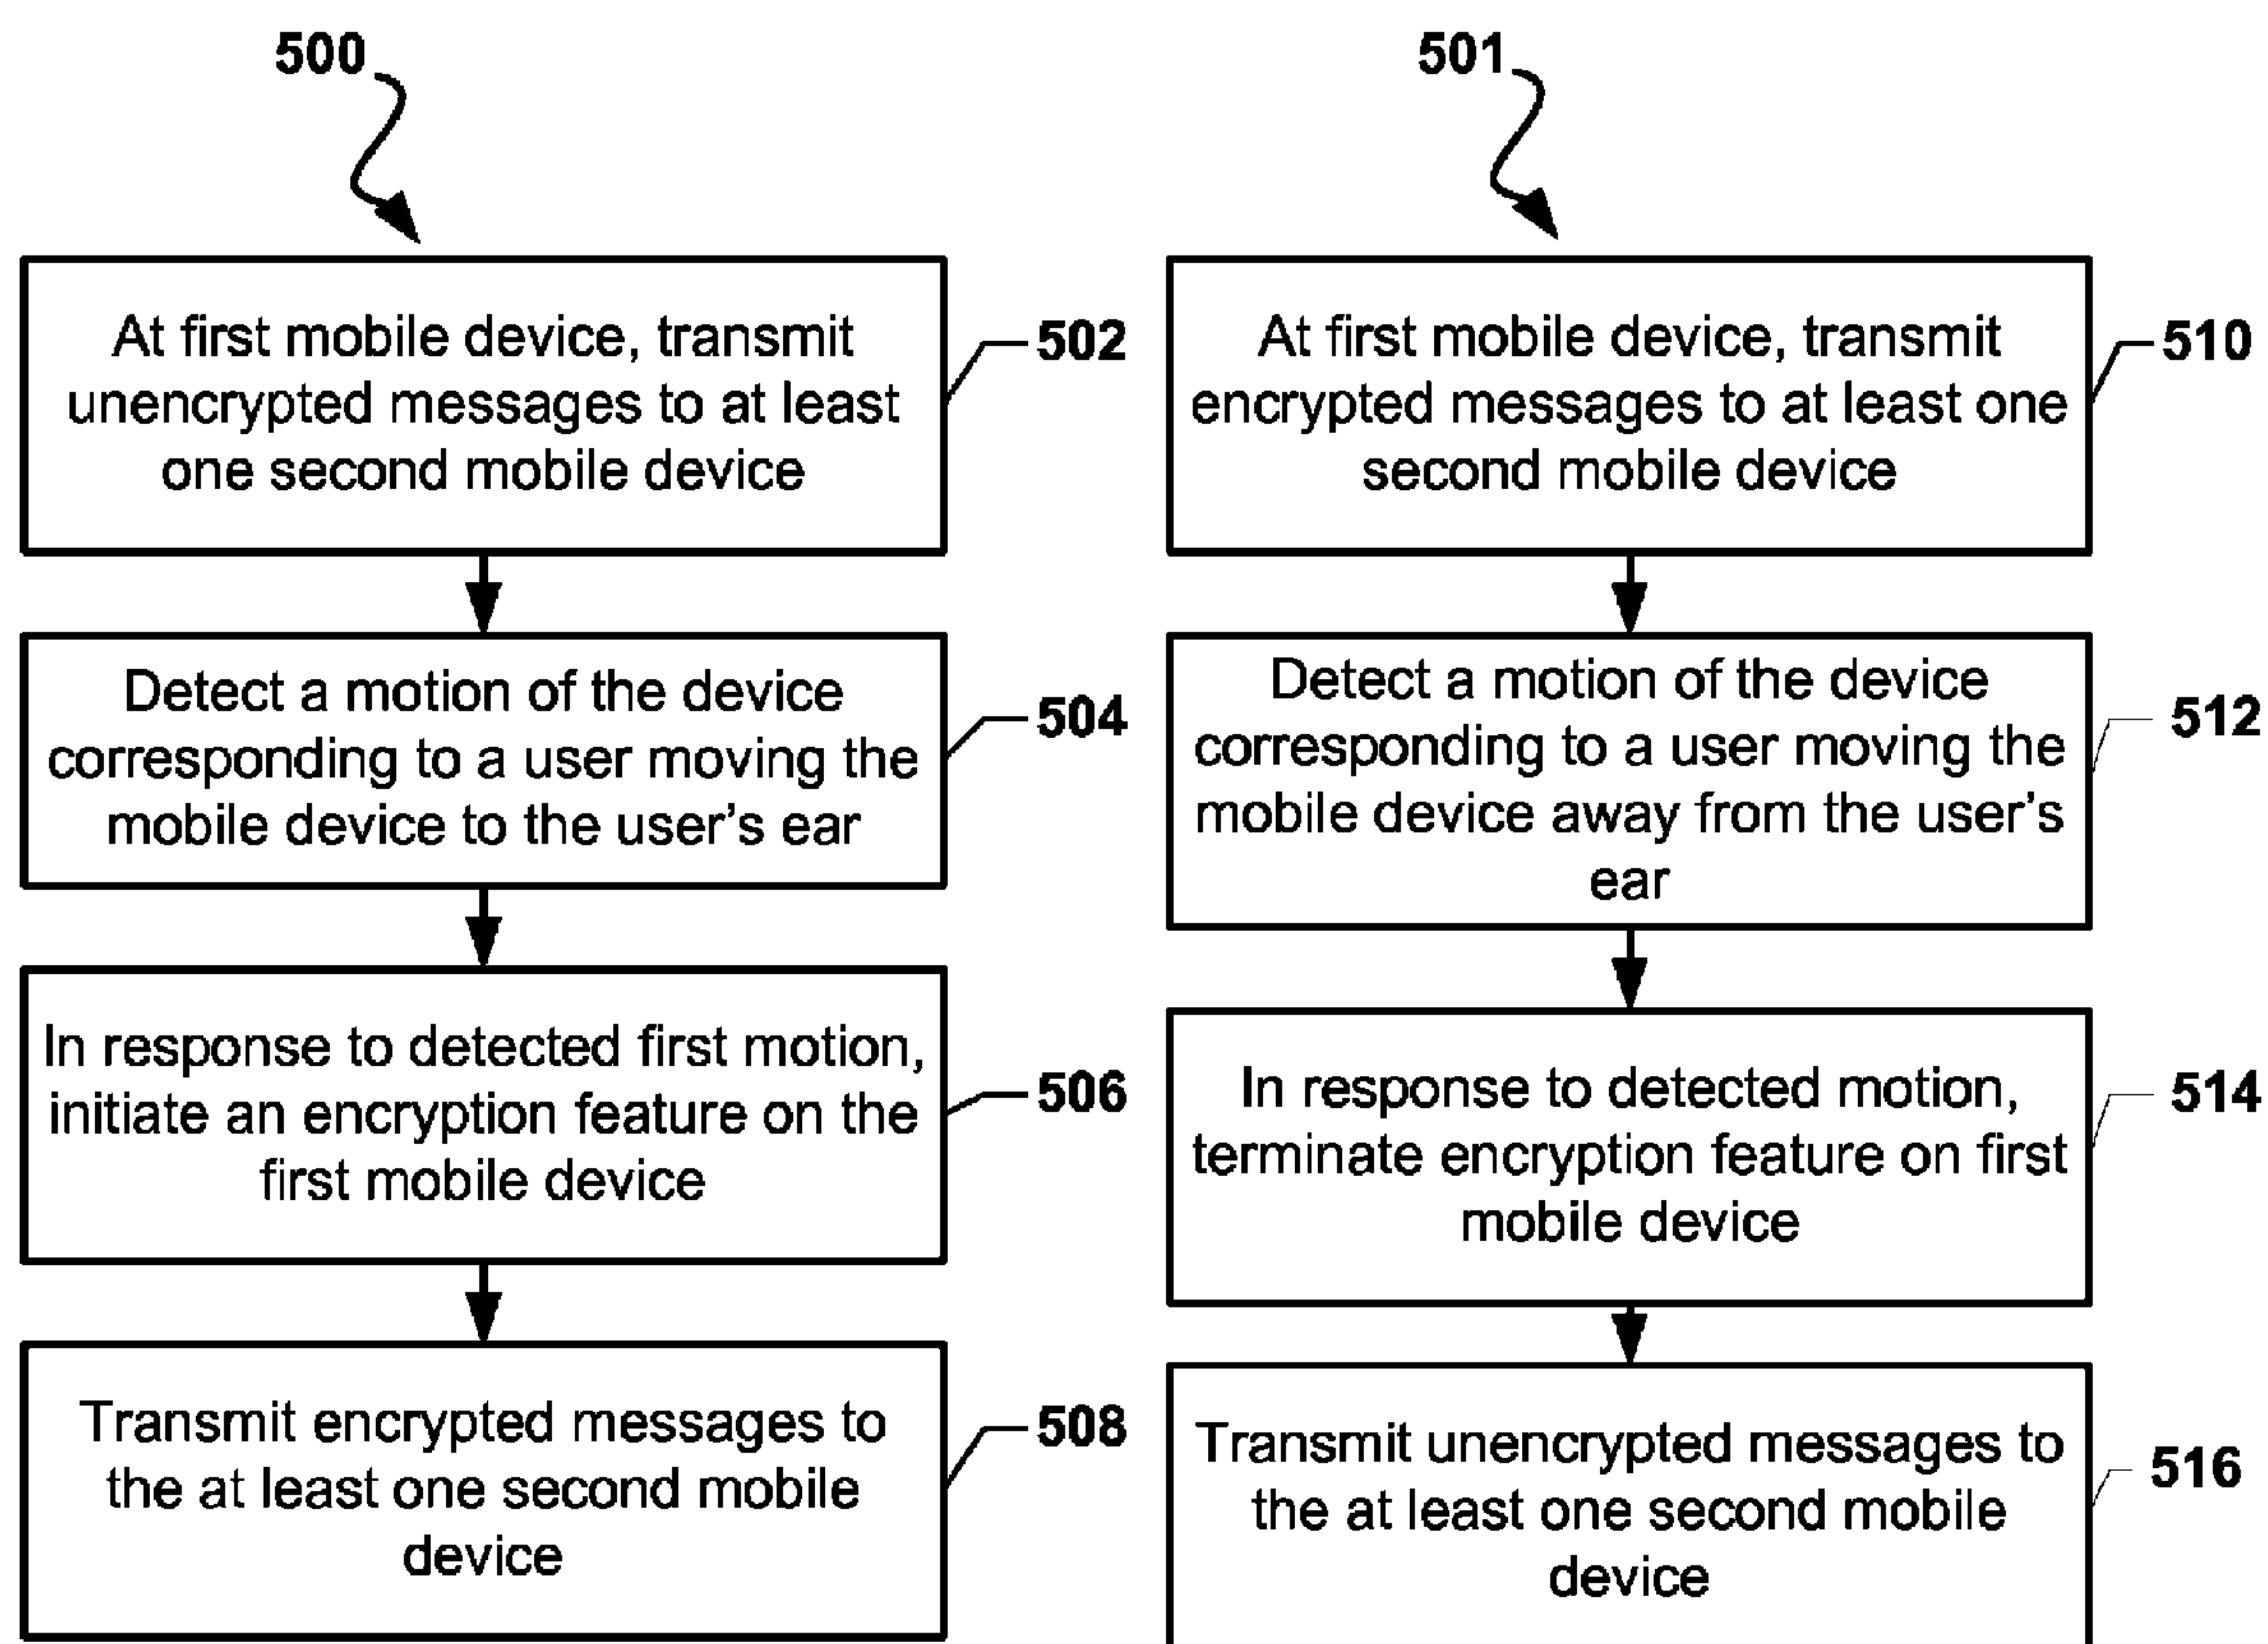 500
At first mobile device, transmit
unencrypted messages to at least
one second mobile device
502
Detect a motion of the device
corresponding to a user moving the
mobile device to the user's ear
504
In response to detected first motion,
initiate an encryption feature on the
first mobile device
506
Transmit encrypted messages to
the at least one second mobile
device
508
501
At first mobile device, transmit
encrypted messages to at least one
second mobile device
510
Detect a motion of the device
corresponding to a user moving the
mobile device away from the user's
ear
512
In response to detected motion,
terminate encryption feature on first
mobile device
514
Transmit unencrypted messages to
the at least one second mobile
device
516